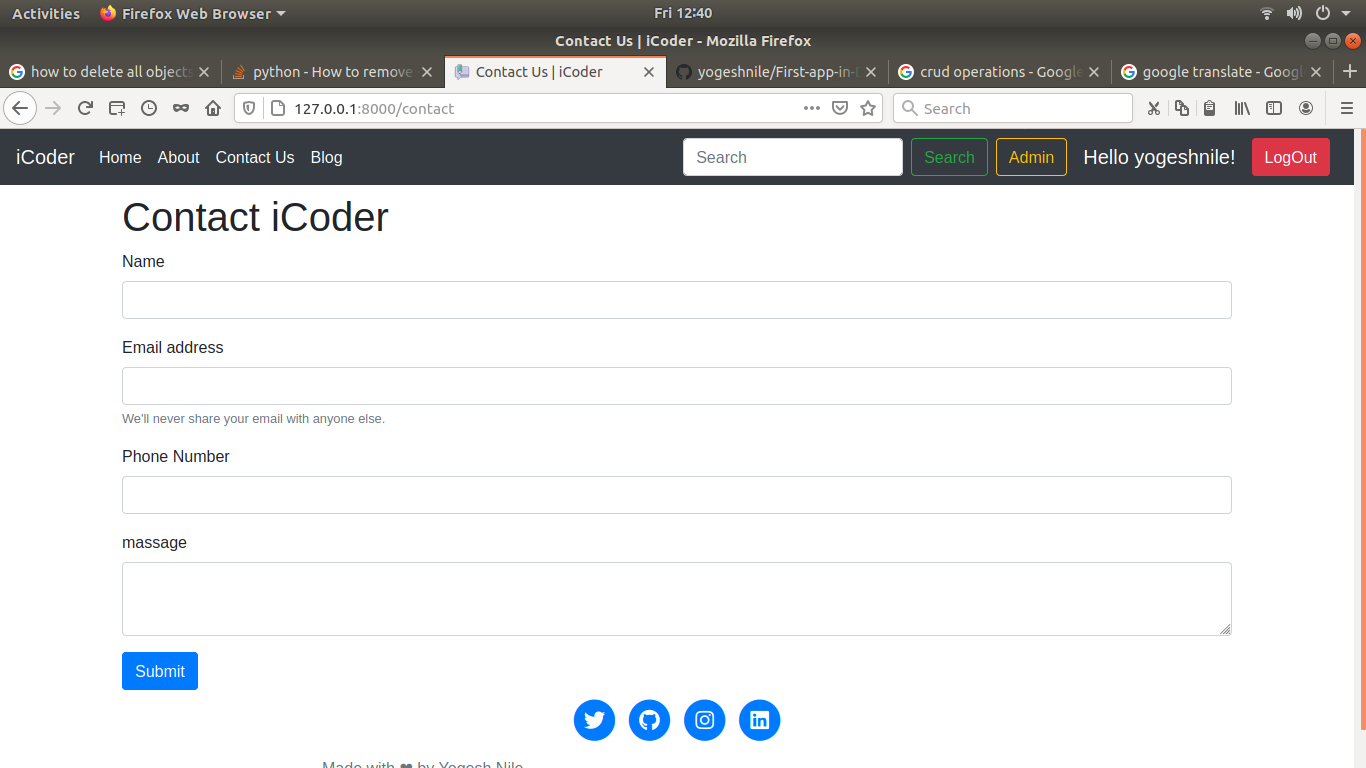 Activities Firefox Web Browser Fri 12:40
Contact Us | iCoder - Mozilla Firefox
how to delete all objects python - How to remove Contact Us | iCoder yogeshnile/First-app-in- crud operations - Google google translate - Googl
127.0.0.1:8000/contact Search
iCoder Home About Contact Us Blog Search Search Admin Hello yogeshnile! LogOut
Contact iCoder
Name
Email address
We'll never share your email with anyone else.
Phone Number
massage
Submit
Made with ❤ by Yogesh Nile